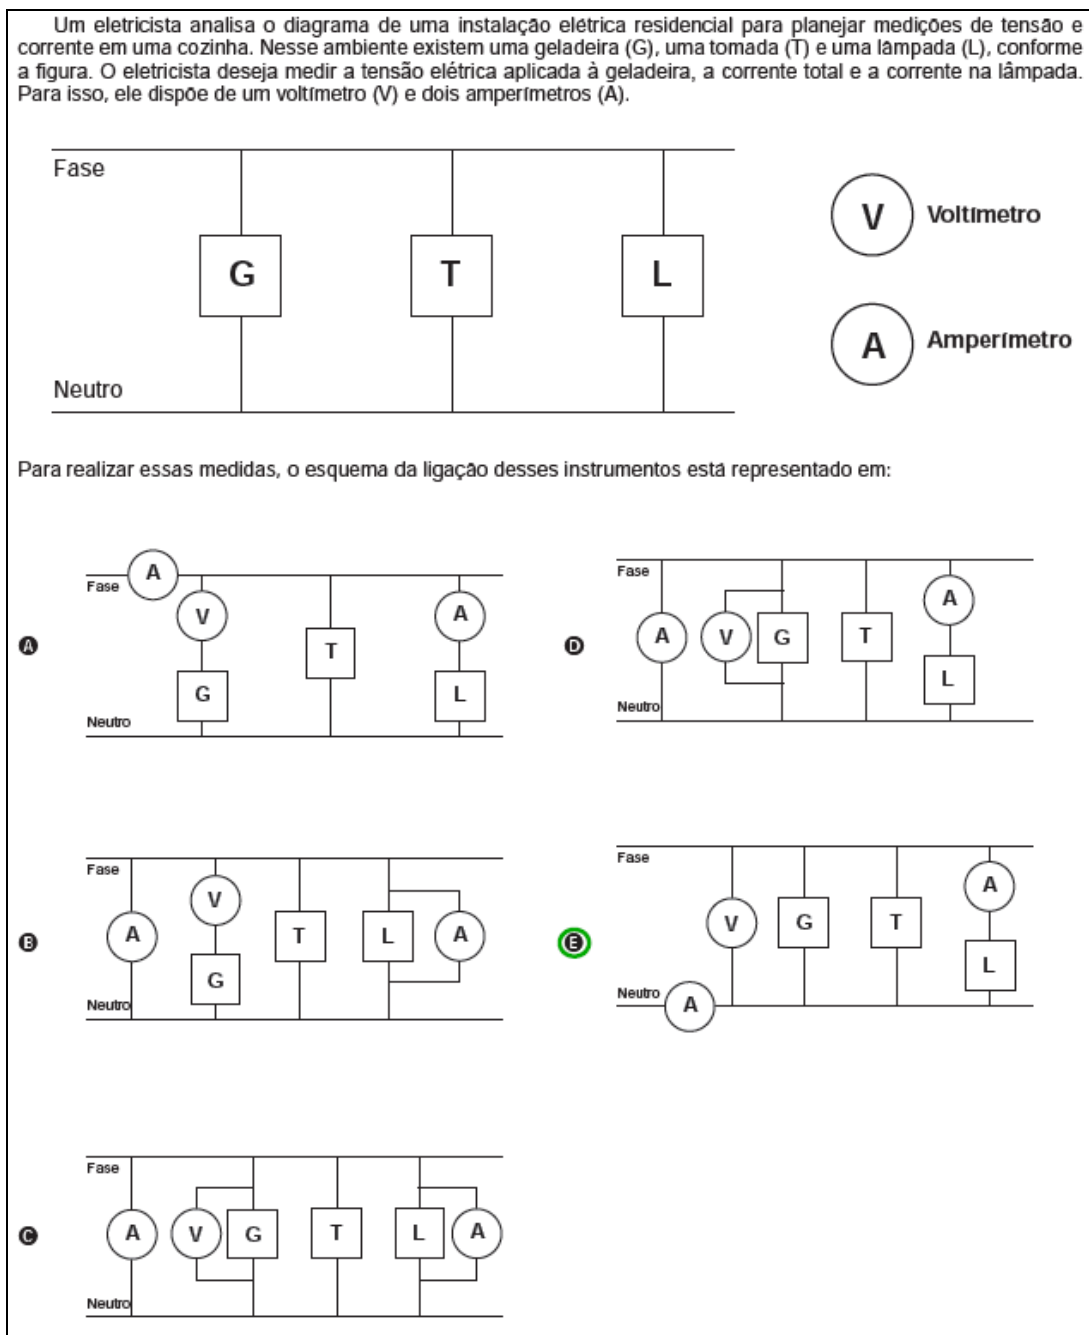 Um eletricista analisa o diagrama de uma instalação elétrica residencial para planejar medições de tensão e
corrente em uma cozinha. Nesse ambiente existem uma geladeira (G), uma tomada (T) e uma lâmpada (L), conforme
a figura. O eletricista deseja medir a tensão elétrica aplicada à geladeira, a corrente total e a corrente na lâmpada.
Para isso, ele dispõe de um voltímetro (V) e dois amperímetros (A).
Fase
G
T
L
Neutro
V Voltímetro
A Amperímetro
Para realizar essas medidas, o esquema da ligação desses instrumentos está representado em:
A
Fase
A
V
A
T
G
L
Neutro
B
Fase
V
A
T
L
A
G
Neutro
C
Fase
A
V
G
T
L
A
Neutro
D
Fase
A
A
V
G
T
L
Neutro
E
Fase
A
V
G
T
L
Neutro
A